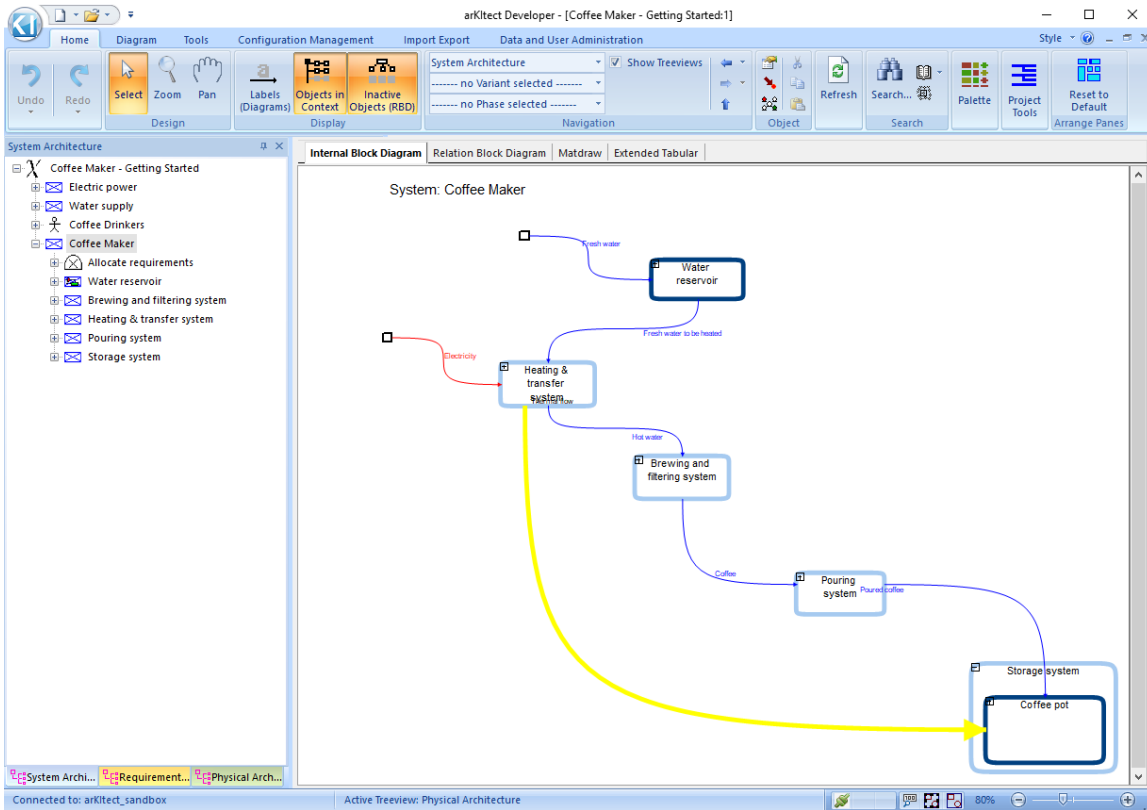 KI
arKItect Developer - [Coffee Maker - Getting Started:1]
Home
Diagram
Tools
Configuration Management
Import Export
Data and User Administration
Style
Undo
Redo
Select
Zoom
Pan
Design
a
Labels
(Diagrams)
Objects in
Context
Inactive
Objects (RBD)
Display
System Architecture
Show Treeviews
------- no Variant selected -------
------- no Phase selected -------
Navigation
Object
Refresh
Search...
Search
Palette
Project
Tools
Reset to
Default
Arrange Panes
System Architecture
Coffee Maker - Getting Started
Electric power
Water supply
Coffee Drinkers
Coffee Maker
Allocate requirements
Water reservoir
Brewing and filtering system
Heating & transfer system
Pouring system
Storage system
System Archi...
Requirement...
Physical Arch...
Internal Block Diagram
Relation Block Diagram
Matdraw
Extended Tabular
System: Coffee Maker
Fresh water
Water
reservoir
Fresh water to be heated
Electricity
Heating &
transfer
system
Thermal flow
Hot water
Brewing and
filtering system
Coffee
Pouring
system
Poured coffee
Storage system
Coffee pot
Connected to: arKItect_sandbox
Active Treeview: Physical Architecture
100
80%